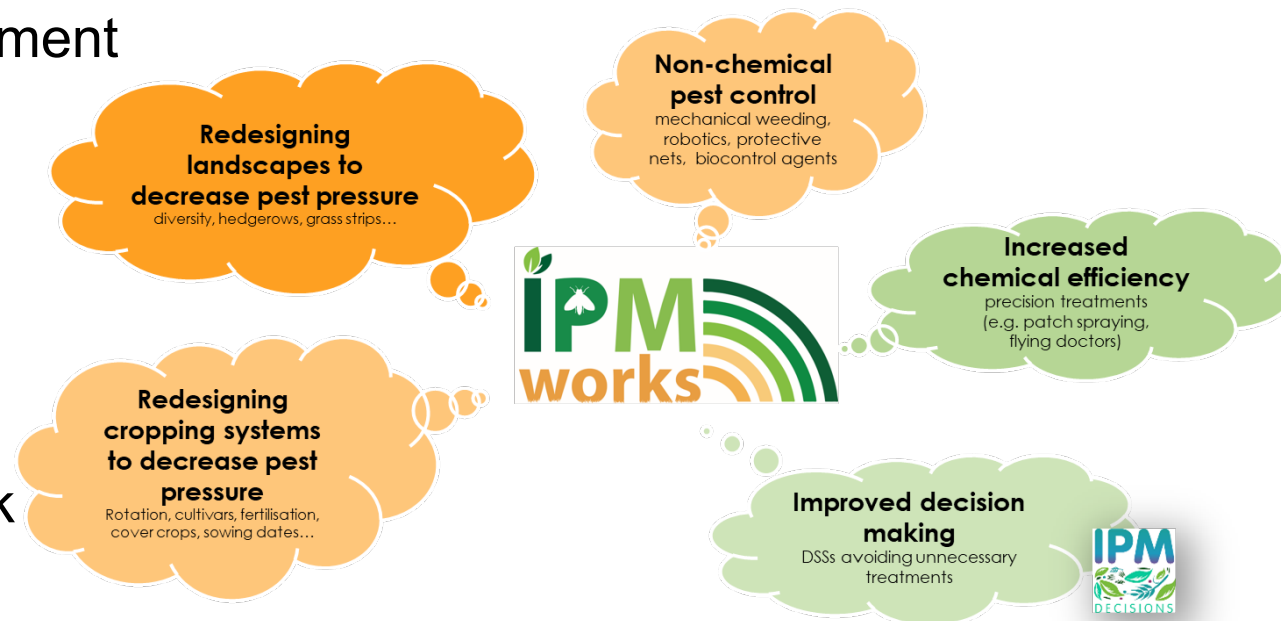 ment
Redesigning
landscapes to
decrease pest pressure
diversity, hedgerows, grass strips…
Non-chemical
pest control
mechanical weeding,
robotics, protective
nets, biocontrol agents
Increased
chemical efficiency
precision treatments
(e.g. patch spraying,
flying doctors)
IPM
works
Redesigning
cropping systems
to decrease pest
pressure
Rotation, cultivars, fertilisation,
cover crops, sowing dates…
k
Improved decision
making
DSSs avoiding unnecessary
treatments
IPM
DECISIONS